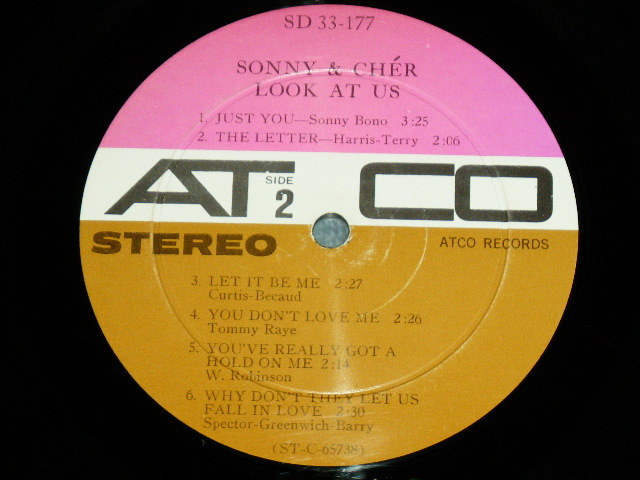 SD 33-177
SONNY & CHÉR
LOOK AT US
1. JUST YOU—Sonny Bono 3:25
2. THE LETTER—Harris-Terry 2:06
ATCO
SIDE
2
STEREO
ATCO RECORDS
3. LET IT BE ME 2:27
Curtis-Becaud
4. YOU DON'T LOVE ME 2:26
Tommy Raye
5. YOU'VE REALLY GOT A
HOLD ON ME 2:14
W. Robinson
6. WHY DON'T THEY LET US
FALL IN LOVE 2:30
Spector-Greenwich-Barry
(ST-C-65738)